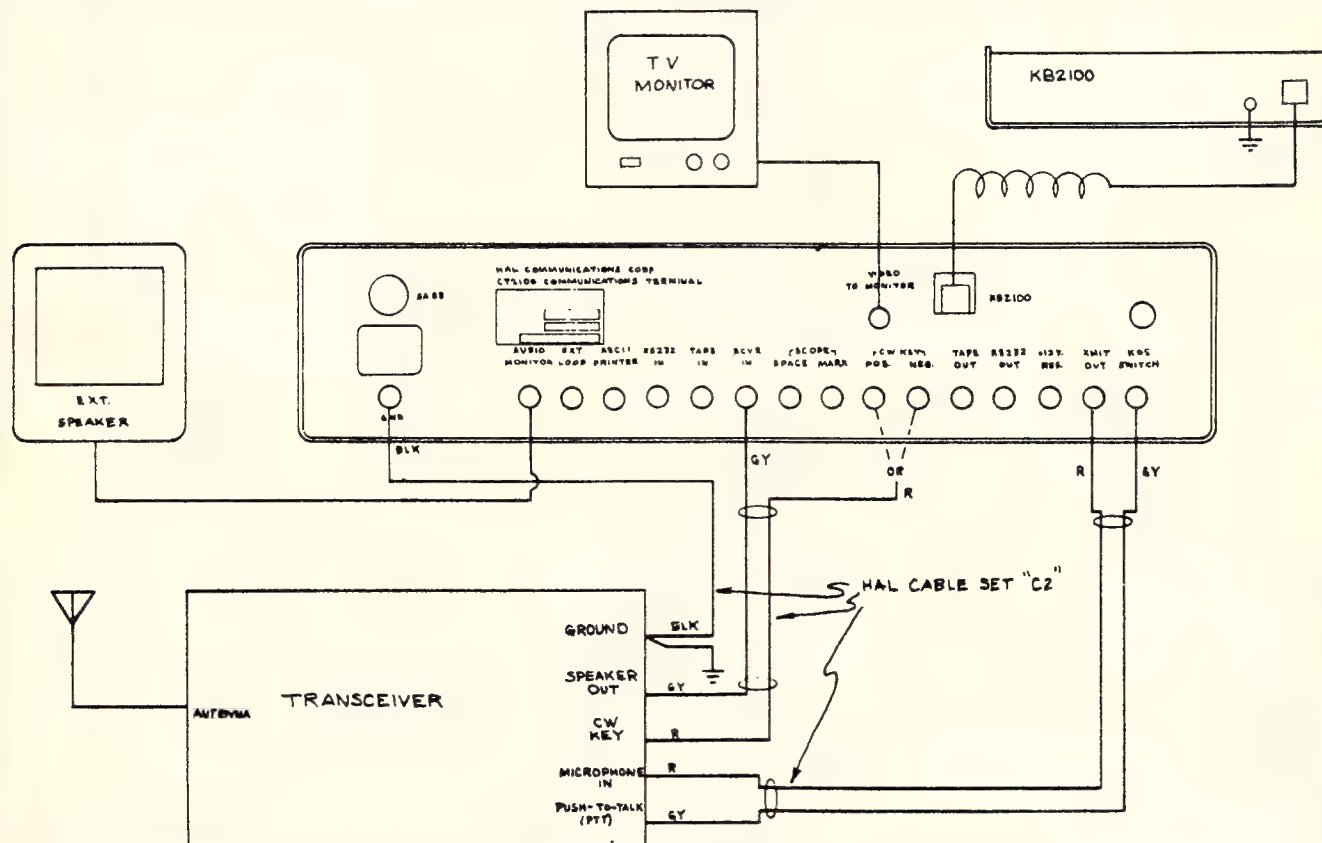 TV
MONITOR
KB2100
HAL COMMUNICATIONS CORP
CT2100 COMMUNICATIONS TERMINAL
VIDEO
TO MONITOR
KB2100
AUDIO
MONITOR
EXT
LOOP
ASCII
PRINTER
RS232
IN
TAPE
IN
RCVR
IN
SCOPE
SPACE
MARK
CW KEY
POS.
NEG.
TAPE
OUT
RS232
OUT
REF.
XMIT
OUT
KOS
SWITCH
GND
EXT.
SPEAKER
BLK
GY
OR
R
R
GY
HAL CABLE SET "C2"
GROUND
BLK
SPEAKER
OUT
GY
TRANSCEIVER
ANTENNA
CW
KEY
R
MICROPHONE
IN
R
PUSH-TO-TALK
(PTT)
GY